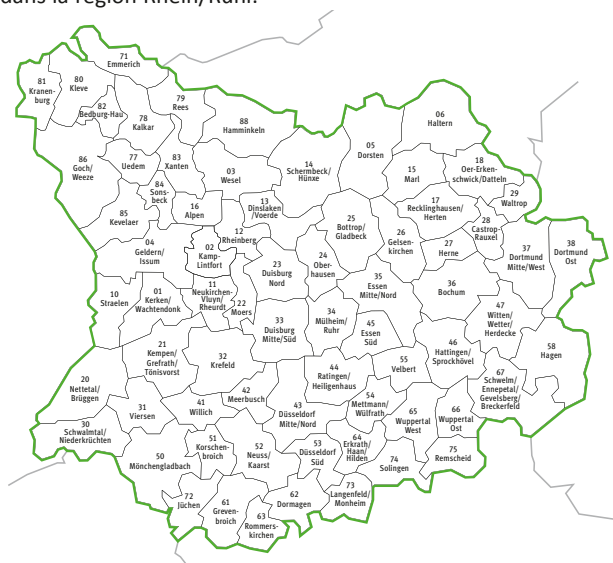 dans la région Rhein/Ruhr.
71
Emmerich
81
Kranen-
burg
80
Kleve
82
Bedburg-Hau
79
Rees
78
Kalkar
88
Hamminkeln
06
Haltern
05
Dorsten
86
Goch/
Weeze
77
Uedem
83
Xanten
03
Wesel
14
Schermbeck/
Hünxe
15
Marl
18
Oer-Erken-
schwick/Datteln
84
Sons-
beck
29
Waltrop
85
Kevelaer
16
Alpen
13
Dinslaken
/Voerde
17
Recklinghausen/
Herten
25
Bottrop/
Gladbeck
28
Castrop-
Rauxel
12
Rheinberg
26
Gelsen-
kirchen
04
Geldern/
Issum
02
Kamp-
Lintfort
27
Herne
37
Dortmund
Mitte/West
38
Dortmund
Ost
24
Ober-
hausen
23
Duisburg
Nord
35
Essen
Mitte/Nord
36
Bochum
10
Straelen
01
Kerken/
Wachtendonk
11
Neukirchen-
Vluyn/
Rheurdt
22
Moers
47
Witten/
Wetter/
Herdecke
33
Duisburg
Mitte/Süd
34
Mülheim/
Ruhr
45
Essen
Süd
21
Kempen/
Grefrath/
Tönisvorst
32
Krefeld
46
Hattingen/
Sprockhövel
58
Hagen
55
Velbert
44
Ratingen/
Heiligenhaus
67
Schwelm/
Ennepetal/
Gevelsberg/
Breckerfeld
20
Nettetal/
Brüggen
42
Meerbusch
54
Mettmann/
Wülfrath
31
Viersen
41
Willich
43
Düsseldorf
Mitte/Nord
65
Wuppertal
West
66
Wuppertal
Ost
30
Schwalmtal/
Niederkrüchten
51
Korschen-
broich
52
Neuss/
Kaarst
53
Düsseldorf
Süd
64
Erkrath/
Haan/
Hilden
74
Solingen
75
Remscheid
50
Mönchengladbach
73
Langenfeld/
Monheim
72
Jüchen
61
Greven-
broich
62
Dormagen
63
Rommers-
kirchen